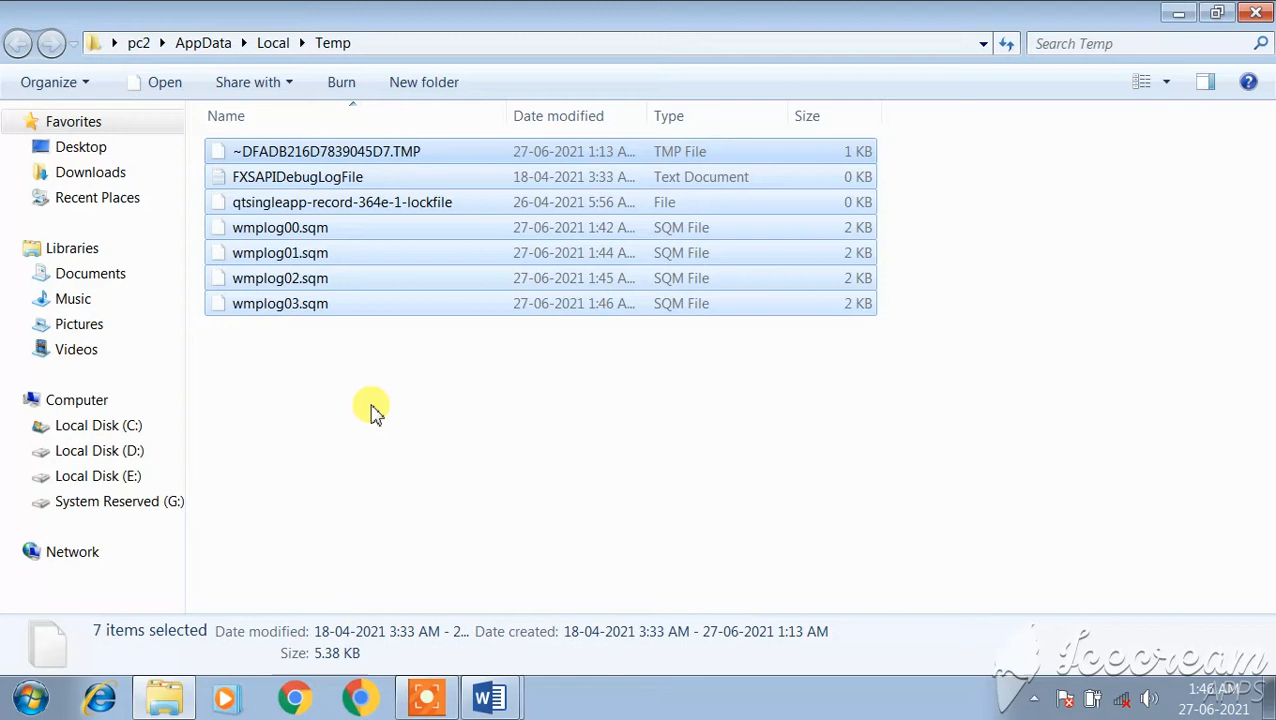 pc2 AppData Local Temp Search Temp
Organize Open Share with Burn New folder
Favorites
Desktop
Downloads
Recent Places
Libraries
Documents
Music
Pictures
Videos
Computer
Local Disk (C:)
Local Disk (D:)
Local Disk (E:)
System Reserved (G:)
Network
Name Date modified Type Size
~DFADB216D7839045D7.TMP 27-06-2021 1:13 A... TMP File 1 KB
FXSAPIDebugLogFile 18-04-2021 3:33 A... Text Document 0 KB
qtsingleapp-record-364e-1-lockfile 26-04-2021 5:56 A... File 0 KB
wmplog00.sqm 27-06-2021 1:42 A... SQM File 2 KB
wmplog01.sqm 27-06-2021 1:44 A... SQM File 2 KB
wmplog02.sqm 27-06-2021 1:45 A... SQM File 2 KB
wmplog03.sqm 27-06-2021 1:46 A... SQM File 2 KB
7 items selected Date modified: 18-04-2021 3:33 AM - 2... Date created: 18-04-2021 3:33 AM - 27-06-2021 1:13 AM
Size: 5.38 KB
Icecream
APPS
1:46 AM
27-06-2021